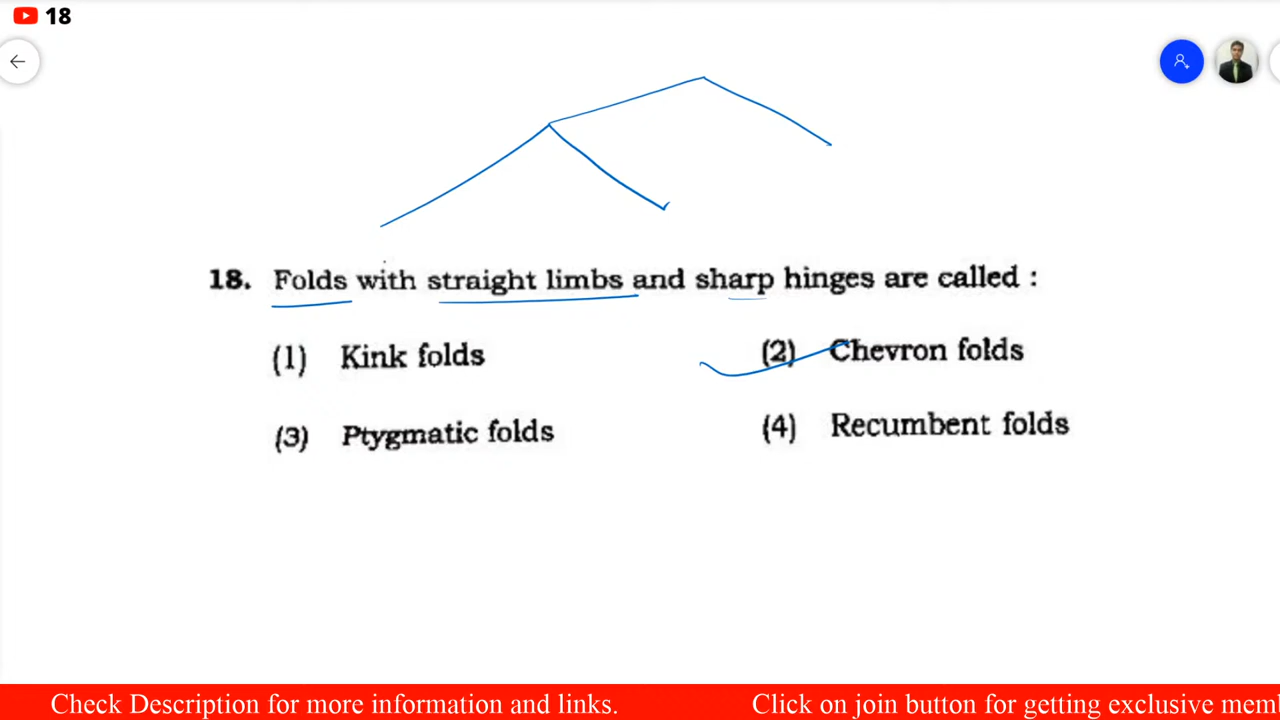 18
18. Folds with straight limbs and sharp hinges are called :
(1) Kink folds
(2) Chevron folds
(3) Ptygmatic folds
(4) Recumbent folds
Check Description for more information and links. Click on join button for getting exclusive mem